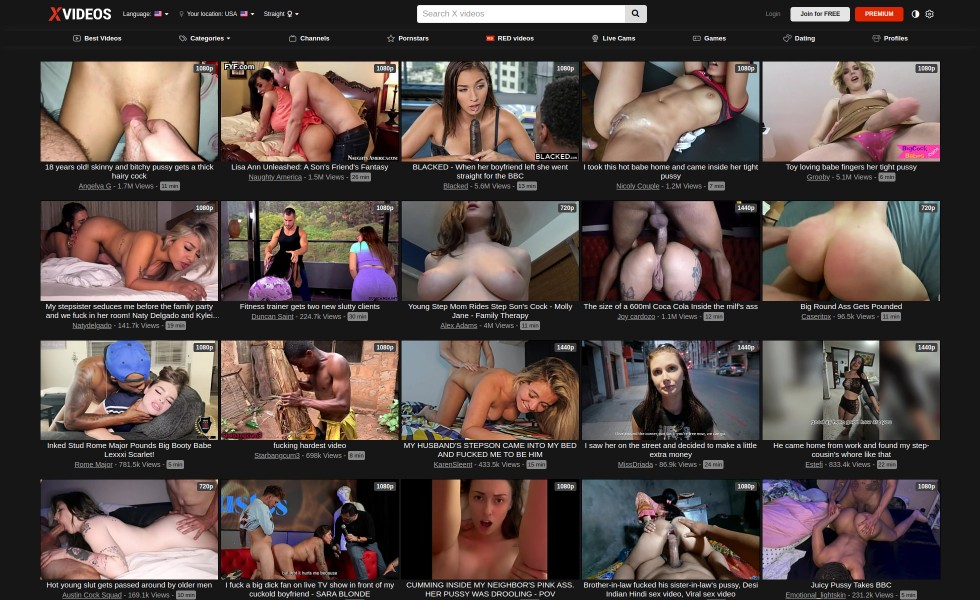 XVIDEOS
Language:
Your location: USA
Straight
Search X videos
Login
Join for FREE
PREMIUM
Best Videos
Categories
Channels
Pornstars
RED videos
Live Cams
Games
Dating
Profiles
1080p
18 years old! skinny and bitchy pussy gets a thick
hairy cock
Angelya G - 1.7M Views - 11 min
FYF.com
1080p
NAUGHTYAMERICA.COM
Lisa Ann Unleashed: A Son's Friend's Fantasy
Naughty America - 1.5M Views - 26 min
1080p
BLACKED.com
BLACKED - When her boyfriend left she went
straight for the BBC
Blacked - 5.6M Views - 13 min
1080p
I took this hot babe home and came inside her tight
pussy
Nicoly Couple - 1.2M Views - 7 min
1080p
Toy loving babe fingers her tight pussy
Grooby - 5.1M Views - 6 min
1080p
My stepsister seduces me before the family party
and we fuck in her room! Naty Delgado and Kylei...
Natydelgado - 141.7k Views - 19 min
1080p
Fitness trainer gets two new slutty clients
Duncan Saint - 224.7k Views - 30 min
720p
Young Step Mom Rides Step Son's Cock - Molly
Jane - Family Therapy
Alex Adams - 4M Views - 11 min
1440p
The size of a 600ml Coca Cola Inside the milf's ass
Joy cardozo - 1.1M Views - 12 min
720p
Big Round Ass Gets Pounded
Casentox - 96.5k Views - 11 min
1080p
Inked Stud Rome Major Pounds Big Booty Babe
Lexxxi Scarlet!
Rome Major - 781.5k Views - 5 min
1080p
fucking hardest video
Starbangcum3 - 698k Views - 8 min
1440p
MY HUSBAND'S STEPSON CAME INTO MY BED
AND FUCKED ME TO BE HIM
KarenSleent - 433.5k Views - 15 min
1440p
I saw her on the street and decided to make a little
extra money
MissDriada - 86.9k Views - 24 min
1440p
He came home from work and found my step-
cousin's whore like that
Estefi - 833.4k Views - 22 min
720p
Hot young slut gets passed around by older men
Austin Cock Squad - 169.1k Views - 10 min
1080p
I fuck a big dick fan on live TV show in front of my
cuckold boyfriend - SARA BLONDE
1080p
CUMMING INSIDE MY NEIGHBOR'S PINK ASS.
HER PUSSY WAS DROOLING - POV
1080p
Brother-in-law fucked his sister-in-law's pussy, Desi
Indian Hindi sex video, Viral sex video
1080p
Juicy Pussy Takes BBC
Emotional_lightskin - 231.2k Views - 8 min